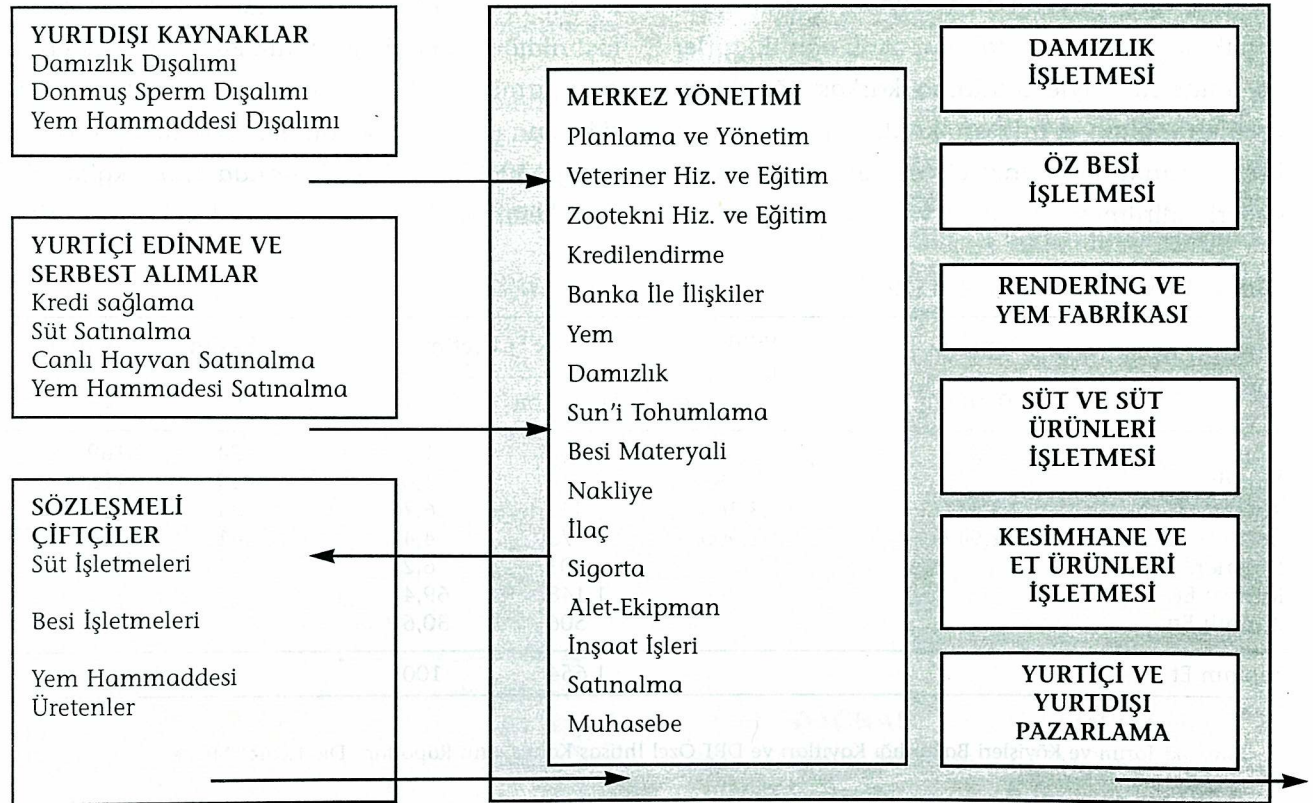 YURTDIŞI KAYNAKLAR
Damızlık Dışalımı
Donmuş Sperm Dışalımı
Yem Hammaddesi Dışalımı
YURTİÇİ EDİNME VE
SERBEST ALIMLAR
Kredi sağlama
Süt Satınalma
Canlı Hayvan Satınalma
Yem Hammadesi Satınalma
SÖZLEŞMELİ
ÇİFTÇİLER
Süt İşletmeleri
Besi İşletmeleri
Yem Hammaddesi
Üretenler
MERKEZ YÖNETİMİ
Planlama ve Yönetim
Veteriner Hiz. ve Eğitim
Zootekni Hiz. ve Eğitim
Kredilendirme
Banka İle İlişkiler
Yem
Damızlık
Sun'i Tohumlama
Besi Materyali
Nakliye
İlaç
Sigorta
Alet-Ekipman
İnşaat İşleri
Satınalma
Muhasebe
DAMIZLIK
İŞLETMESİ
ÖZ BESİ
İŞLETMESİ
RENDERİNG VE
YEM FABRİKASI
SÜT VE SÜT
ÜRÜNLERİ
İŞLETMESİ
KESİMHANE VE
ET ÜRÜNLERİ
İŞLETMESİ
YURTİÇİ VE
YURTDIŞI
PAZARLAMA